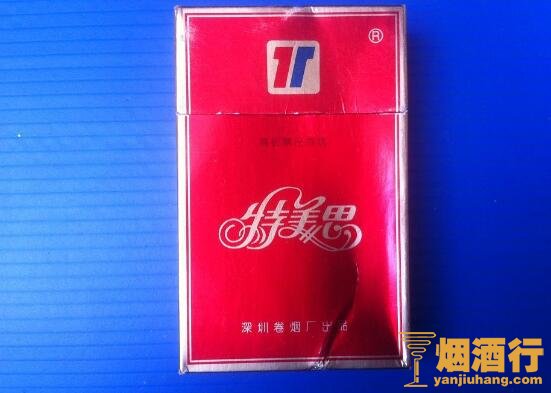 ®
特美思
深圳卷烟厂出品
烟酒行
yanjiuhang.com